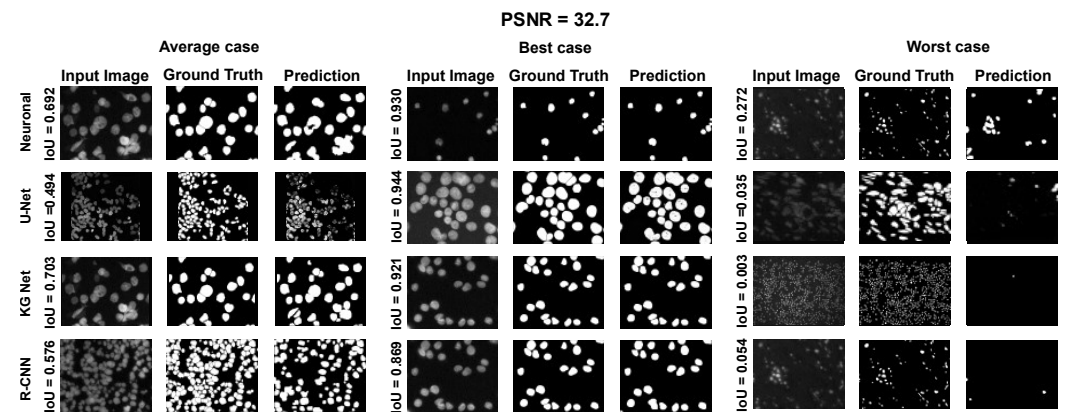 PSNR = 32.7
Average case Best case Worst case
Input Image Ground Truth Prediction Input Image Ground Truth Prediction Input Image Ground Truth Prediction
Neuronal
IoU = 0.692
IoU = 0.930
IoU = 0.272
U-Net
IoU =0.494
IoU = 0.944
IoU =0.035
KG Net
IoU = 0.703
IoU = 0.921
IoU = 0.003
R-CNN
IoU = 0.576
IoU = 0.869
IoU = 0.054